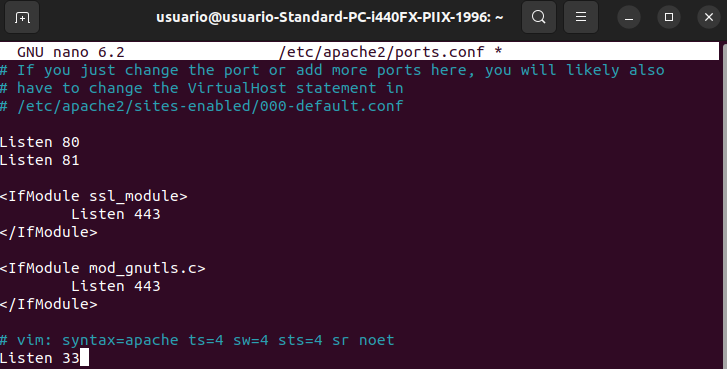 usuario@usuario-Standard-PC-i440FX-PIIX-1996: ~
GNU nano 6.2 /etc/apache2/ports.conf *
# If you just change the port or add more ports here, you will likely also
# have to change the VirtualHost statement in
# /etc/apache2/sites-enabled/000-default.conf

Listen 80
Listen 81

<IfModule ssl_module>
        Listen 443
</IfModule>

<IfModule mod_gnutls.c>
        Listen 443
</IfModule>

# vim: syntax=apache ts=4 sw=4 sts=4 sr noet
Listen 33